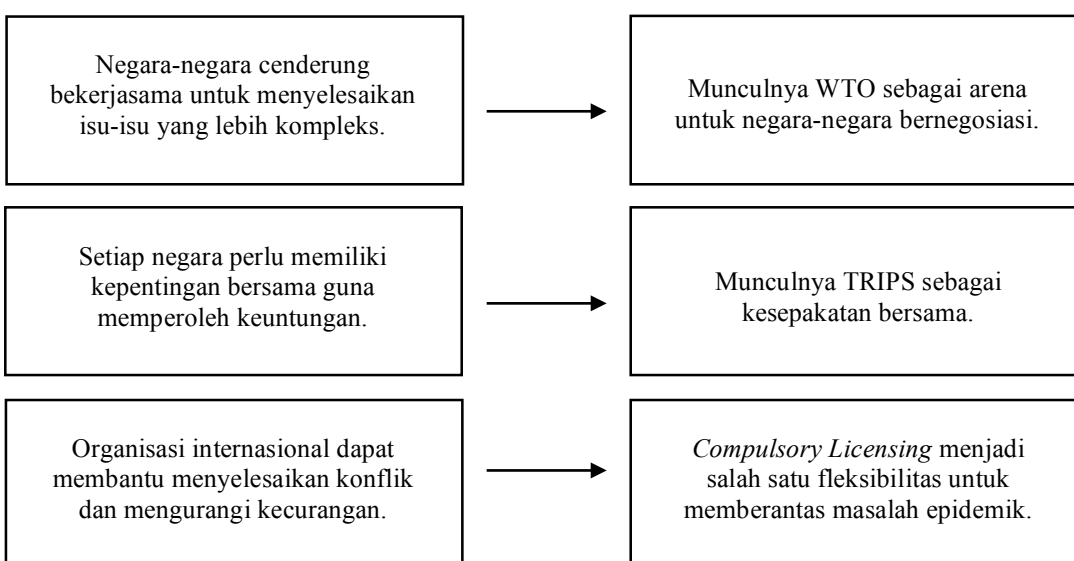 Negara-negara cenderung
bekerjasama untuk menyelesaikan
isu-isu yang lebih kompleks.
Munculnya WTO sebagai arena
untuk negara-negara bernegosiasi.
Setiap negara perlu memiliki
kepentingan bersama guna
memperoleh keuntungan.
Munculnya TRIPS sebagai
kesepakatan bersama.
Organisasi internasional dapat
membantu menyelesaikan konflik
dan mengurangi kecurangan.
Compulsory Licensing menjadi
salah satu fleksibilitas untuk
memberantas masalah epidemik.